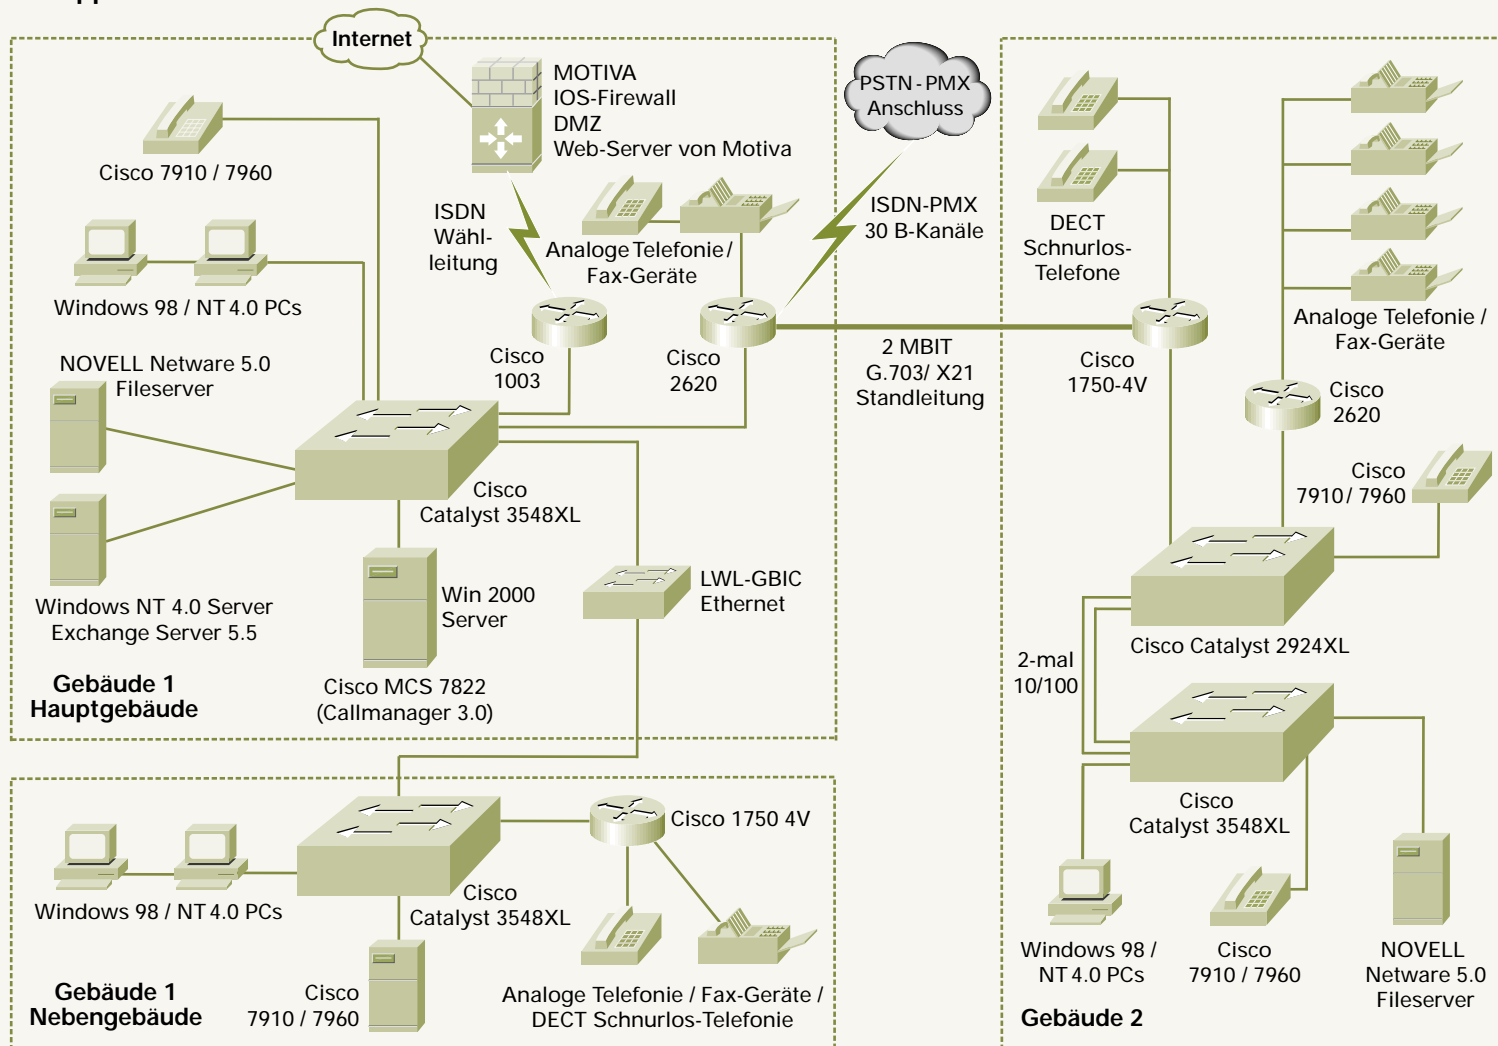 Internet
MOTIVA
IOS-Firewall
DMZ
Web-Server von Motiva
PSTN-PMX
Anschluss
Cisco 7910 / 7960
ISDN
Wähl-
leitung
Analoge Telefonie /
Fax-Geräte
ISDN-PMX
30 B-Kanäle
DECT
Schnurlos-
Telefone
Windows 98 / NT 4.0 PCs
Analoge Telefonie /
Fax-Geräte
NOVELL Netware 5.0
Fileserver
Cisco
1003
Cisco
2620
2 MBIT
G.703/ X21
Standleitung
Cisco
1750-4V
Cisco
2620
Cisco
7910 / 7960
Cisco
Catalyst 3548XL
Windows NT 4.0 Server
Exchange Server 5.5
Win 2000
Server
LWL-GBIC
Ethernet
Cisco Catalyst 2924XL
2-mal
10/100
Gebäude 1
Hauptgebäude
Cisco MCS 7822
(Callmanager 3.0)
Cisco
Catalyst 3548XL
Cisco 1750 4V
Windows 98 / NT 4.0 PCs
Cisco
Catalyst 3548XL
Windows 98 /
NT 4.0 PCs
Cisco
7910 / 7960
NOVELL
Netware 5.0
Fileserver
Gebäude 1
Nebengebäude
Cisco
7910 / 7960
Analoge Telefonie / Fax-Geräte /
DECT Schnurlos-Telefonie
Gebäude 2